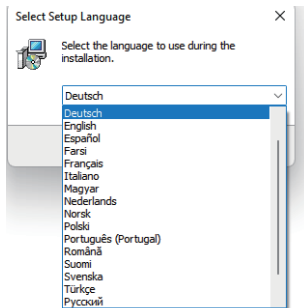 Select Setup Language
Select the language to use during the
installation.
Deutsch
Deutsch
English
Español
Farsi
Français
Italiano
Magyar
Nederlands
Norsk
Polski
Português (Portugal)
Română
Suomi
Svenska
Türkçe
Русский